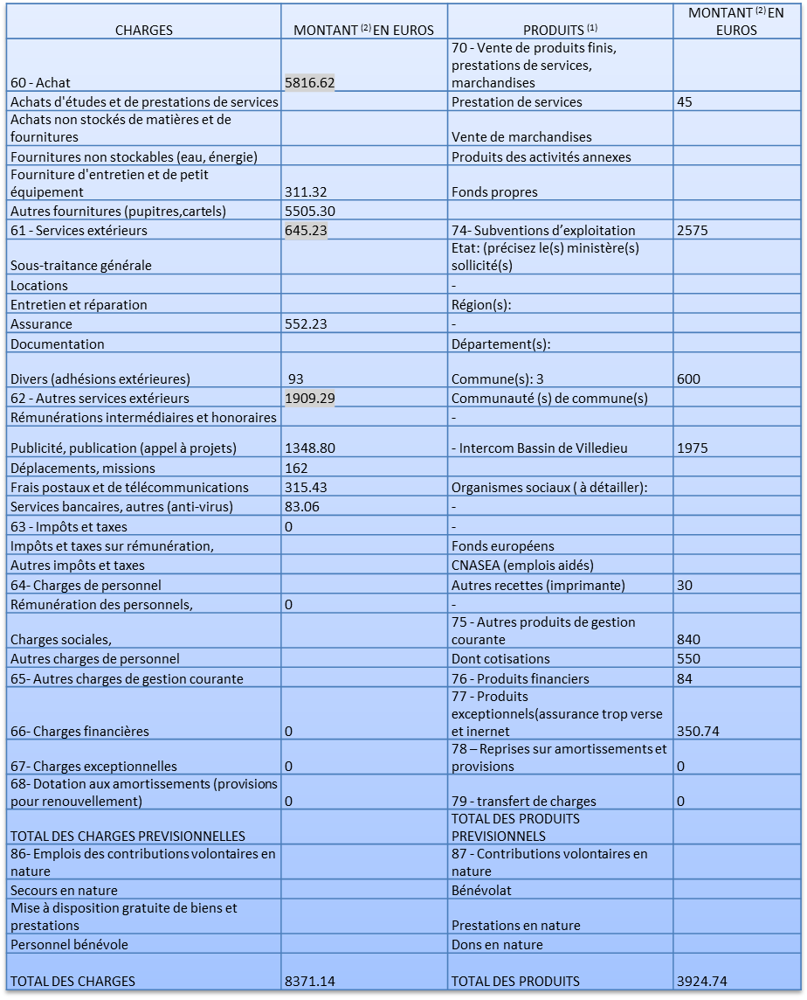 CHARGES MONTANT (2) EN EUROS PRODUITS (1) MONTANT (2) EN
EUROS
60 - Achat 5816.62 70 - Vente de produits finis,
prestations de services,
marchandises
Achats d'études et de prestations de services Prestation de services 45
Achats non stockés de matières et de
fournitures Vente de marchandises
Fournitures non stockables (eau, énergie) Produits des activités annexes
Fourniture d'entretien et de petit
équipement 311.32 Fonds propres
Autres fournitures (pupitres,cartels) 5505.30
61 - Services extérieurs 645.23 74- Subventions d’exploitation 2575
Sous-traitance générale Etat: (précisez le(s) ministère(s)
sollicité(s)
Locations -
Entretien et réparation Région(s):
Assurance 552.23 -
Documentation Département(s):
Divers (adhésions extérieures) 93 Commune(s): 3 600
62 - Autres services extérieurs 1909.29 Communauté (s) de commune(s)
Rémunérations intermédiaires et honoraires -
Publicité, publication (appel à projets) 1348.80 - Intercom Bassin de Villedieu 1975
Déplacements, missions 162
Frais postaux et de télécommunications 315.43 Organismes sociaux ( à détailler):
Services bancaires, autres (anti-virus) 83.06 -
63 - Impôts et taxes 0 -
Impôts et taxes sur rémunération, Fonds européens
Autres impôts et taxes CNASEA (emplois aidés)
64- Charges de personnel Autres recettes (imprimante) 30
Rémunération des personnels, 0 -
Charges sociales, 75 - Autres produits de gestion
courante 840
Autres charges de personnel Dont cotisations 550
65- Autres charges de gestion courante 76 - Produits financiers 84
66- Charges financières 0 77 - Produits
exceptionnels(assurance trop verse
et inernet 350.74
67- Charges exceptionnelles 0 78 – Reprises sur amortissements et
provisions 0
68- Dotation aux amortissements (provisions
pour renouvellement) 0 79 - transfert de charges 0
TOTAL DES CHARGES PREVISIONNELLES TOTAL DES PRODUITS
PREVISIONNELS
86- Emplois des contributions volontaires en
nature 87 - Contributions volontaires en
nature
Secours en nature Bénévolat
Mise à disposition gratuite de biens et
prestations Prestations en nature
Personnel bénévole Dons en nature
TOTAL DES CHARGES 8371.14 TOTAL DES PRODUITS 3924.74